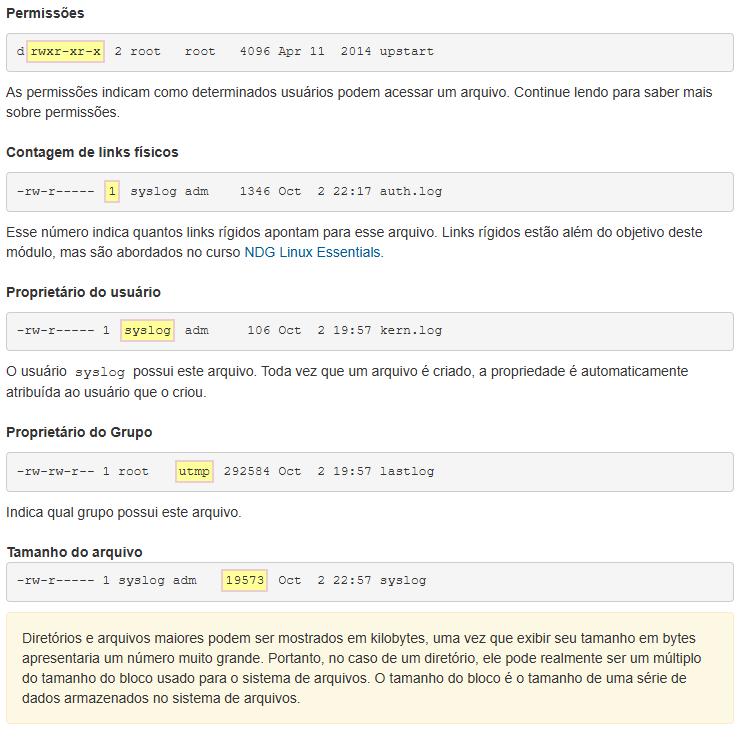 Permissões
drwxr-xr-x 2 root   root   4096 Apr 11  2014 upstart
As permissões indicam como determinados usuários podem acessar um arquivo. Continue lendo para saber mais
sobre permissões.
Contagem de links físicos
-rw-r----- 1 syslog adm    1346 Oct  2 22:17 auth.log
Esse número indica quantos links rígidos apontam para esse arquivo. Links rígidos estão além do objetivo deste
módulo, mas são abordados no curso NDG Linux Essentials.
Proprietário do usuário
-rw-r----- 1 syslog adm     106 Oct  2 19:57 kern.log
O usuário syslog possui este arquivo. Toda vez que um arquivo é criado, a propriedade é automaticamente
atribuída ao usuário que o criou.
Proprietário do Grupo
-rw-rw-r-- 1 root   utmp 292584 Oct  2 19:57 lastlog
Indica qual grupo possui este arquivo.
Tamanho do arquivo
-rw-r----- 1 syslog adm   19573 Oct  2 22:57 syslog
Diretórios e arquivos maiores podem ser mostrados em kilobytes, uma vez que exibir seu tamanho em bytes
apresentaria um número muito grande. Portanto, no caso de um diretório, ele pode realmente ser um múltiplo
do tamanho do bloco usado para o sistema de arquivos. O tamanho do bloco é o tamanho de uma série de
dados armazenados no sistema de arquivos.